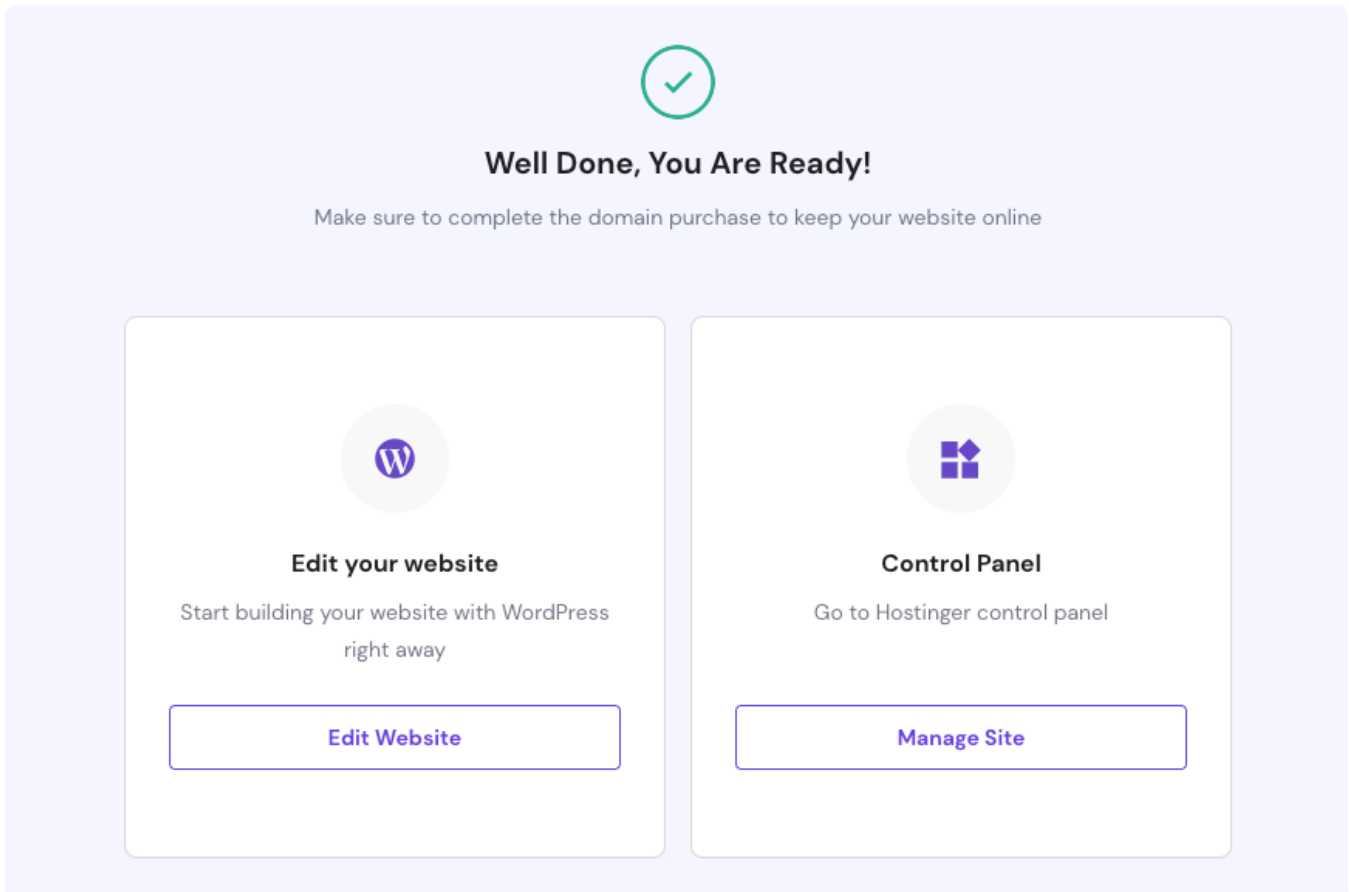 Well Done, You Are Ready!
Make sure to complete the domain purchase to keep your website online
Edit your website
Start building your website with WordPress
right away
Edit Website
Control Panel
Go to Hostinger control panel
Manage Site